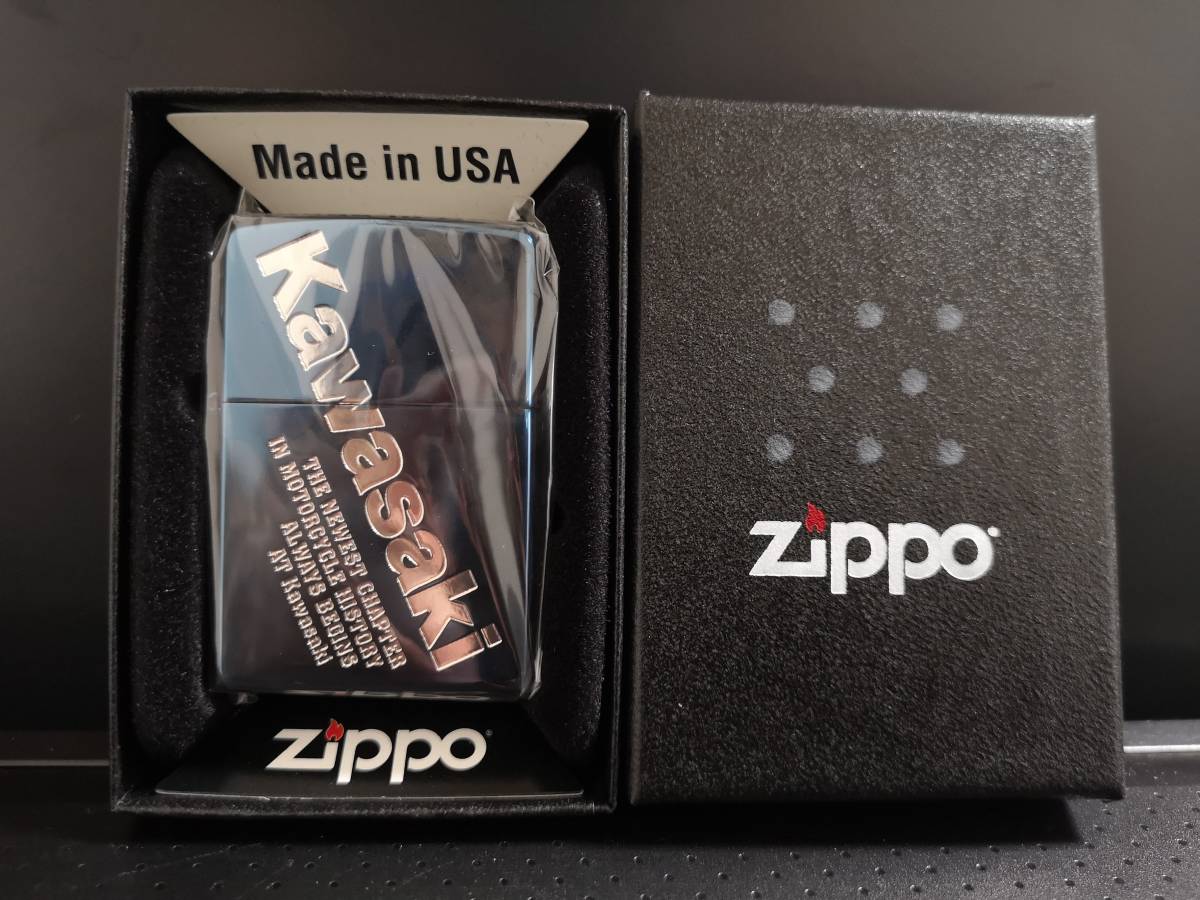 Made in USA
Kawasaki
THE NEWEST CHAPTER
IN MOTORCYCLE HISTORY
ALWAYS BEGINS
AT Kawasaki
zippo
zippo